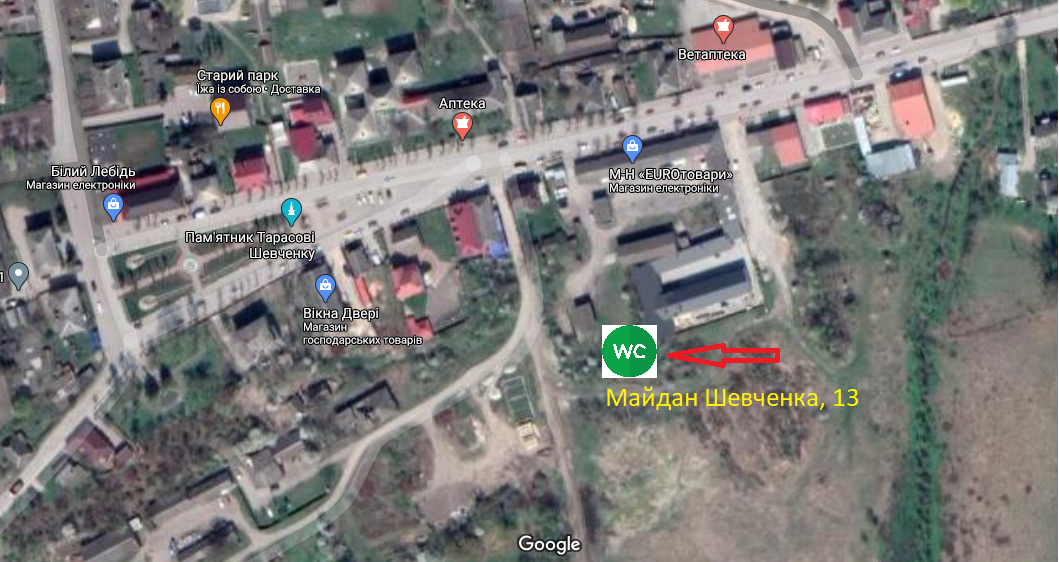 Ветаптека
Старий парк
Їжа із собою · Доставка
Аптека
Білий Лебідь
Магазин електроніки
М-Н «EUROтовари»
Магазин електроніки
Пам'ятник Тарасові
Шевченку
Вікна Двері
Магазин
господарських товарів
WC
Майдан Шевченка, 13
Google